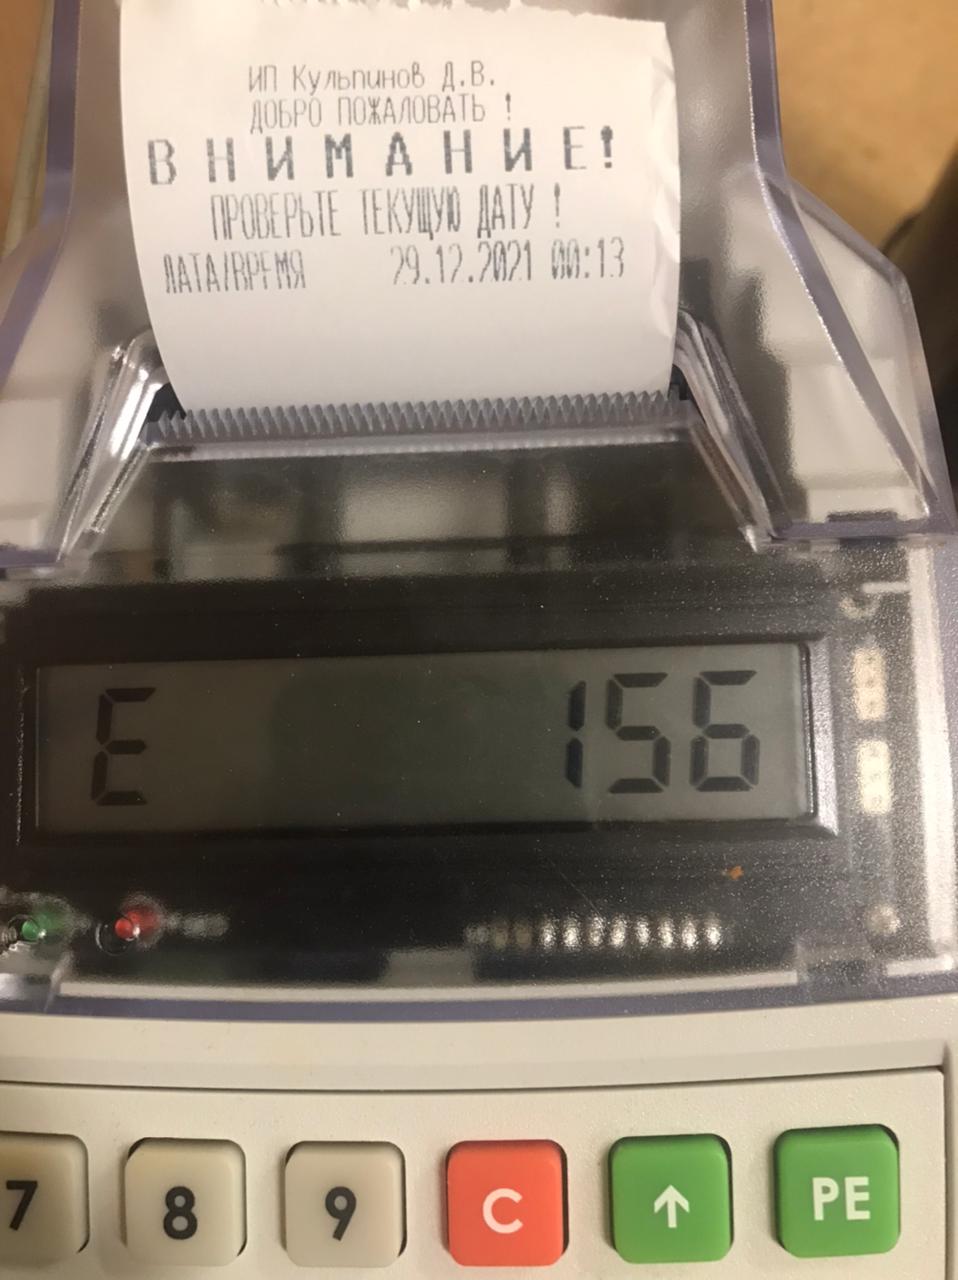 ИП Кульпинов Д.В.
ДОБРО ПОЖАЛОВАТЬ !
ВНИМАНИЕ!
ПРОВЕРЬТЕ ТЕКУЩУЮ ДАТУ !
ДАТА/ВРЕМЯ 29.12.2021 00:13
E 156
7 8 9 C ↑ РЕ